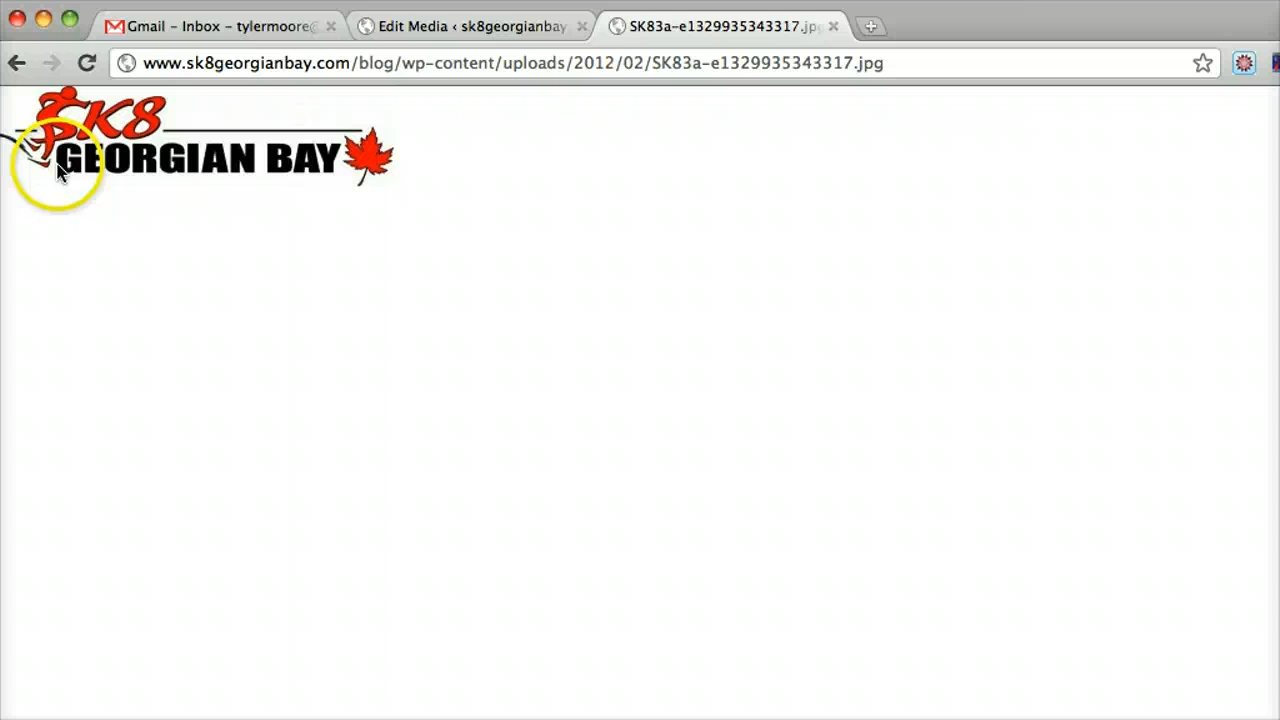 Gmail - Inbox - tylermoore@
Edit Media ‹ sk8georgianbay
SK83a-e1329935343317.jpg
www.sk8georgianbay.com/blog/wp-content/uploads/2012/02/SK83a-e1329935343317.jpg
SK8
GEORGIAN BAY